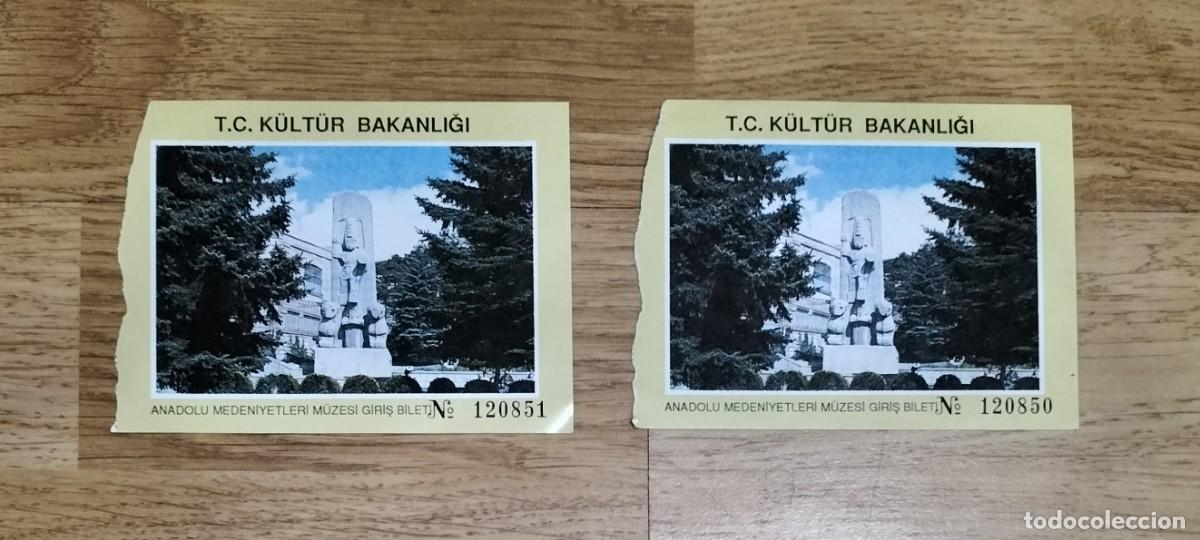 T.C. KÜLTÜR BAKANLIĞI
ANADOLU MEDENİYETLERİ MÜZESİ GİRİŞ BİLETİ № 120851
T.C. KÜLTÜR BAKANLIĞI
ANADOLU MEDENİYETLERİ MÜZESİ GİRİŞ BİLETİ № 120850
todocoleccion